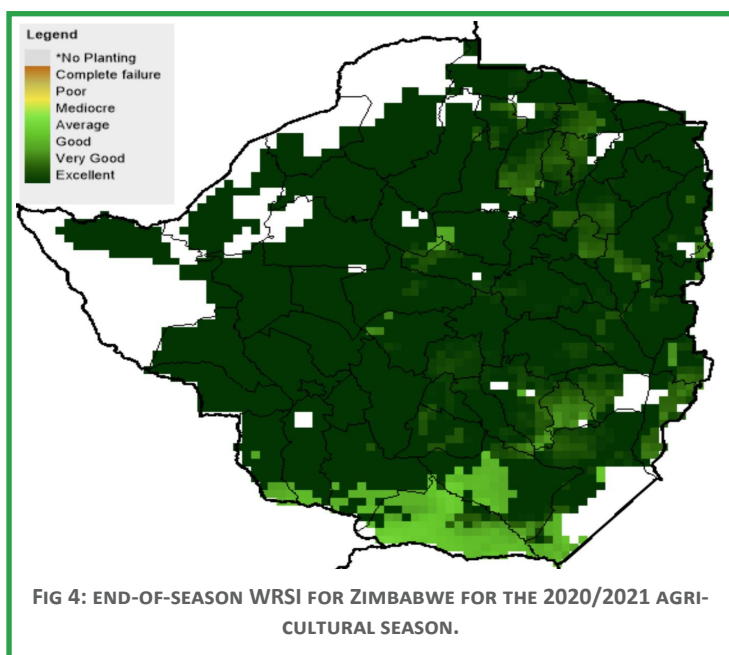 Legend
*No Planting
Complete failure
Poor
Mediocre
Average
Good
Very Good
Excellent
FIG 4: END-OF-SEASON WRSI FOR ZIMBABWE FOR THE 2020/2021 AGRI-
CULTURAL SEASON.